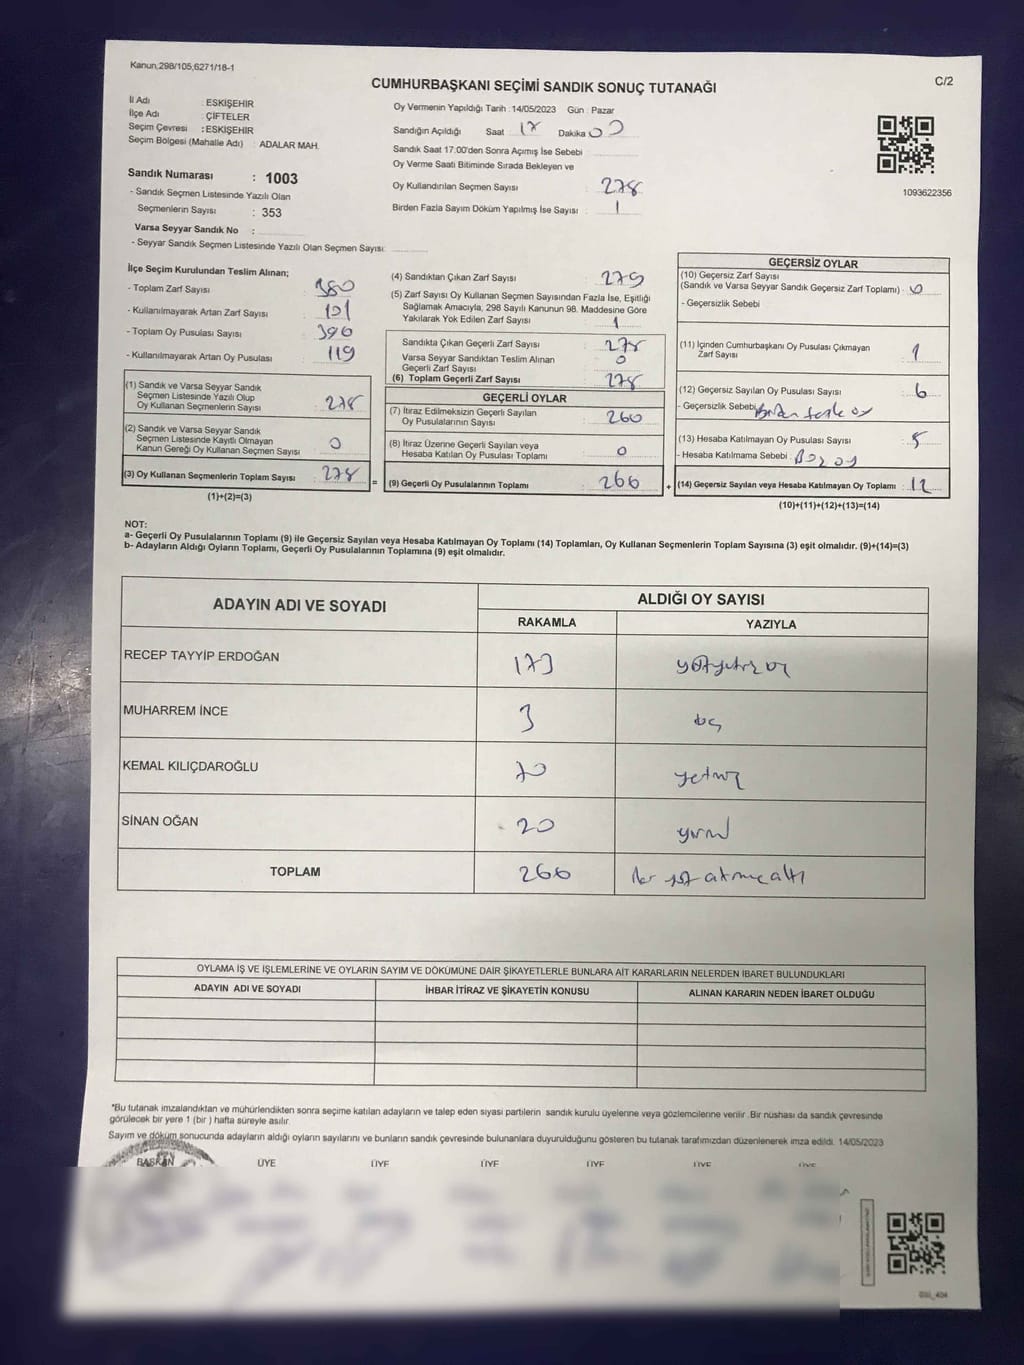 Kanun,298/105,6271/18-1
C/2
CUMHURBAŞKANI SEÇİMİ SANDIK SONUÇ TUTANAĞI
İl Adı : ESKİŞEHİR
İlçe Adı : ÇİFTELER
Seçim Çevresi : ESKİŞEHİR
Seçim Bölgesi (Mahalle Adı) : ADALAR MAH.
Sandık Numarası : 1003
- Sandık Seçmen Listesinde Yazılı Olan
Seçmenlerin Sayısı : 353
Varsa Seyyar Sandık No :
- Seyyar Sandık Seçmen Listesinde Yazılı Olan Seçmen Sayısı:
Oy Vermenin Yapıldığı Tarih : 14/05/2023 Gün : Pazar
Sandığın Açıldığı Saat 17 Dakika 00
Sandık Saat 17.00'den Sonra Açımış İse Sebebi
Oy Verme Saati Bitiminde Sırada Bekleyen ve
Oy Kullandırılan Seçmen Sayısı : 278
Birden Fazla Sayım Döküm Yapılmış İse Sayısı : 1
1093622356
İlçe Seçim Kurulundan Teslim Alınan;
- Toplam Zarf Sayısı : 380
- Kullanılmayarak Artan Zarf Sayısı : 101
- Toplam Oy Pusulası Sayısı : 396
- Kullanılmayarak Artan Oy Pusulası : 119
(1) Sandık ve Varsa Seyyar Sandık
Seçmen Listesinde Yazılı Olup
Oy Kullanan Seçmenlerin Sayısı : 278
(2) Sandık ve Varsa Seyyar Sandık
Seçmen Listesinde Kayıtlı Olmayan
Kanun Gereği Oy Kullanan Seçmen Sayısı : 0
(3) Oy Kullanan Seçmenlerin Toplam Sayısı : 278
(1)+(2)=(3)
(4) Sandıktan Çıkan Zarf Sayısı : 279
(5) Zarf Sayısı Oy Kullanan Seçmen Sayısından Fazla İse, Eşitliği
Sağlamak Amacıyla, 298 Sayılı Kanunun 98. Maddesine Göre
Yakılarak Yok Edilen Zarf Sayısı : 1
Sandıkta Çıkan Geçerli Zarf Sayısı : 278
Varsa Seyyar Sandıktan Teslim Alınan
Geçerli Zarf Sayısı : 0
(6) Toplam Geçerli Zarf Sayısı : 278
GEÇERLİ OYLAR
(7) İtiraz Edilmeksizin Geçerli Sayılan
Oy Pusulalarının Sayısı : 266
(8) İtiraz Üzerine Geçerli Sayılan veya
Hesaba Katılan Oy Pusulası Toplamı : 0
= (9) Geçerli Oy Pusulalarının Toplamı : 266 +
GEÇERSİZ OYLAR
(10) Geçersiz Zarf Sayısı
(Sandık ve Varsa Seyyar Sandık Geçersiz Zarf Toplamı) : 0
- Geçersizlik Sebebi
(11) İçinden Cumhurbaşkanı Oy Pusulası Çıkmayan
Zarf Sayısı : 1
(12) Geçersiz Sayılan Oy Pusulası Sayısı : 6
- Geçersizlik Sebebi : Birden fazla oy
(13) Hesaba Katılmayan Oy Pusulası Sayısı : 5
- Hesaba Katılmama Sebebi : Boş oy
(14) Geçersiz Sayılan veya Hesaba Katılmayan Oy Toplamı : 12
(10)+(11)+(12)+(13)=(14)
NOT:
a- Geçerli Oy Pusulalarının Toplamı (9) ile Geçersiz Sayılan veya Hesaba Katılmayan Oy Toplamı (14) Toplamları, Oy Kullanan Seçmenlerin Toplam Sayısına (3) eşit olmalıdır. (9)+(14)=(3)
b- Adayların Aldığı Oyların Toplamı, Geçerli Oy Pusulalarının Toplamına (9) eşit olmalıdır.
ADAYIN ADI VE SOYADI
ALDIĞI OY SAYISI
RAKAMLA YAZIYLA
RECEP TAYYİP ERDOĞAN 173 yüzyetmiş üç
MUHARREM İNCE 3 üç
KEMAL KILIÇDAROĞLU 70 yetmiş
SİNAN OĞAN 20 yirmi
TOPLAM 266 iki yüz atmış altı
OYLAMA İŞ VE İŞLEMLERİNE VE OYLARIN SAYIM VE DÖKÜMÜNE DAİR ŞİKAYETLERLE BUNLARA AİT KARARLARIN NELERDEN İBARET BULUNDUKLARI
ADAYIN ADI VE SOYADI İHBAR İTİRAZ VE ŞİKAYETİN KONUSU ALINAN KARARIN NEDEN İBARET OLDUĞU
*Bu tutanak imzalandıktan ve mühürlendikten sonra seçime katılan adayların ve talep eden siyasi partilerin sandık kurulu üyelerine veya gözlemcilerine verilir. Bir nüshası da sandık çevresinde
görülecek bir yere 1 (bir) hafta süreyle asılır.
Sayım ve döküm sonucunda adayların aldığı oyların sayılarını ve bunların sandık çevresinde bulunanlara duyurulduğunu gösteren bu tutanak tarafımızdan düzenlenerek imza edildi. 14/05/2023
BAŞKAN ÜYE ÜYE ÜYE ÜYE ÜYE ÜYE